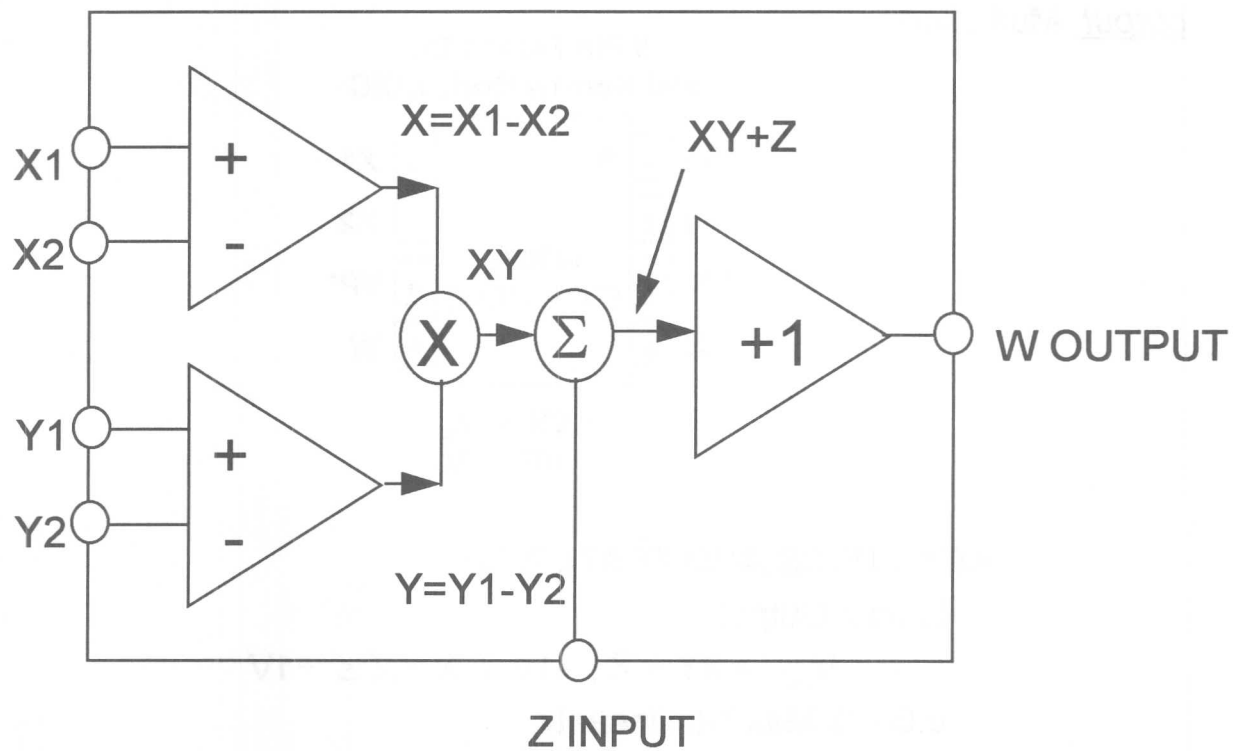 X1
X2
Y1
Y2
+
-
+
-
X=X1-X2
XY
X
Σ
XY+Z
+1
W OUTPUT
Y=Y1-Y2
Z INPUT